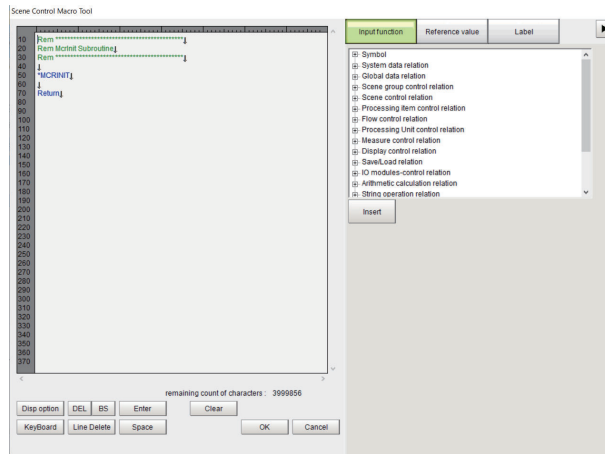 Scene Control Macro Tool
10 Rem ******************************************↓
20 Rem McrInit Subroutine↓
30 Rem ******************************************↓
40 ↓
50 *MCRINIT↓
60 ↓
70 Return↓
80
90
100
110
120
130
140
150
160
170
180
190
200
210
220
230
240
250
260
270
280
290
300
310
320
330
340
350
360
370
remaining count of characters : 3999856
Disp option DEL BS Enter Clear
KeyBoard Line Delete Space OK Cancel
Input function Reference value Label
Symbol
System data relation
Global data relation
Scene group control relation
Scene control relation
Processing item control relation
Flow control relation
Processing Unit control relation
Measure control relation
Display control relation
Save/Load relation
IO modules-control relation
Arithmetic calculation relation
String operation relation
Insert